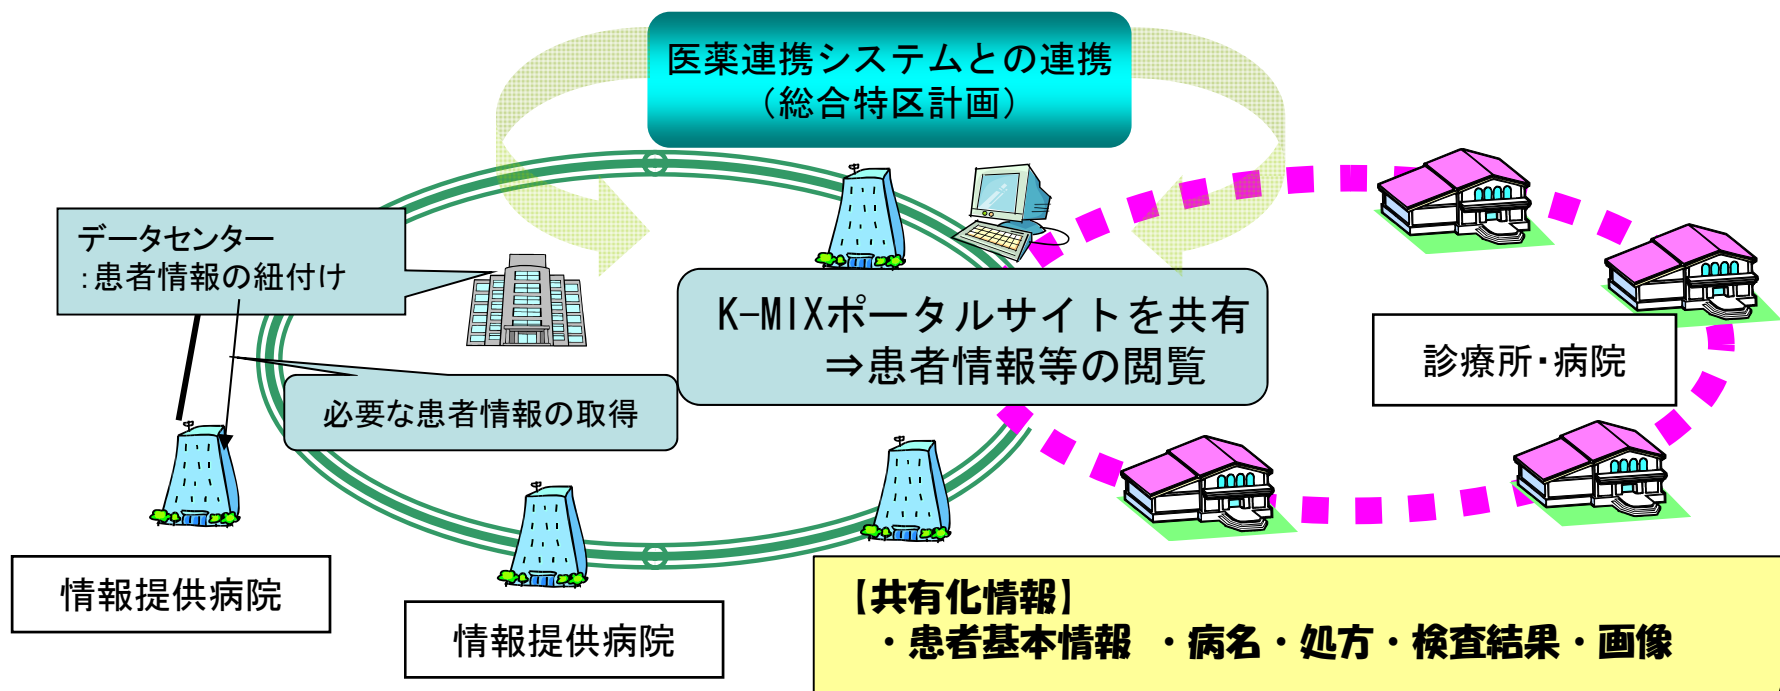 医薬連携システムとの連携
（総合特区計画）
データセンター
：患者情報の紐付け
K-MIXポータルサイトを共有
⇒患者情報等の閲覧
診療所・病院
必要な患者情報の取得
情報提供病院
情報提供病院
【共有化情報】
・患者基本情報 ・病名・処方・検査結果・画像